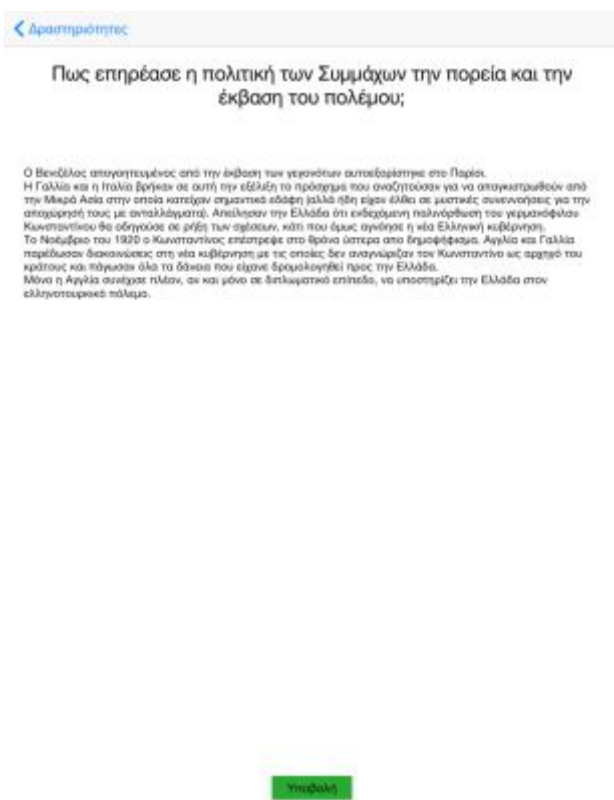 Δραστηριότητες
Πως επηρέασε η πολιτική των Συμμάχων την πορεία και την
έκβαση του πολέμου;
Ο Βενιζέλος απογοητευμένος από την έκβαση των γεγονότων αυτοεξορίστηκε στο Παρίσι.
Η Γαλλία και η Ιταλία βρήκαν σε αυτή την εξέλιξη το πρόσχημα που αναζητούσαν για να απαγκιστρωθούν από
την Μικρά Ασία στην οποία κατείχαν σημαντικά εδάφη (αλλά ήδη είχαν έλθει σε μυστικές συνεννοήσεις για την
αποχώρησή τους με ανταλλάγματα). Απείλησαν την Ελλάδα ότι ενδεχόμενη παλινόρθωση του γερμανόφιλου
Κωνσταντίνου θα οδηγούσε σε ρήξη των σχέσεων, κάτι που όμως αγνόησε η νέα Ελληνική κυβέρνηση.
Το Νοέμβριο του 1920 ο Κωνσταντίνος επέστρεψε στο θρόνο ύστερα απο δημοψήφισμα. Αγγλία και Γαλλία
παρέδωσαν διακοινώσεις στη νέα κυβέρνηση με τις οποίες δεν αναγνώριζαν τον Κωνσταντίνο ως αρχηγό του
κράτους και πάγωσαν όλα τα δάνεια που είχανε δρομολογηθεί προς την Ελλάδα.
Μόνο η Αγγλία συνέχισε πλέον, αν και μόνο σε διπλωματικό επίπεδο, να υποστηρίζει την Ελλάδα στον
ελληνοτουρκικό πόλεμο.
Υποβολή